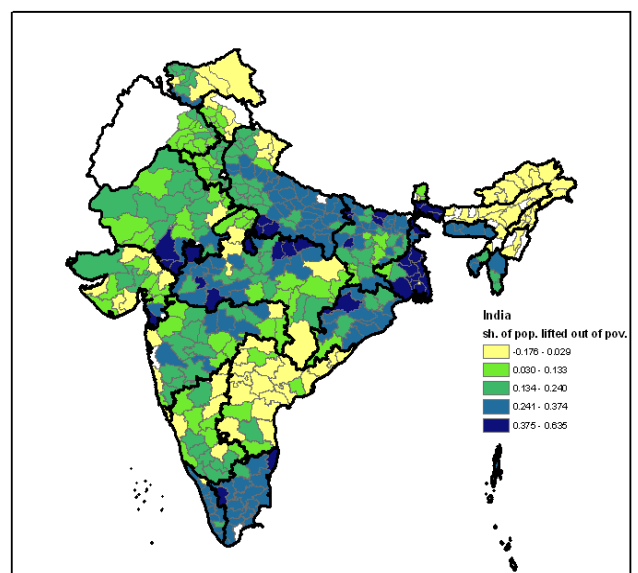 India
sh. of pop. lifted out of pov.
-0.176 - 0.029
0.030 - 0.133
0.134 - 0.240
0.241 - 0.374
0.375 - 0.635